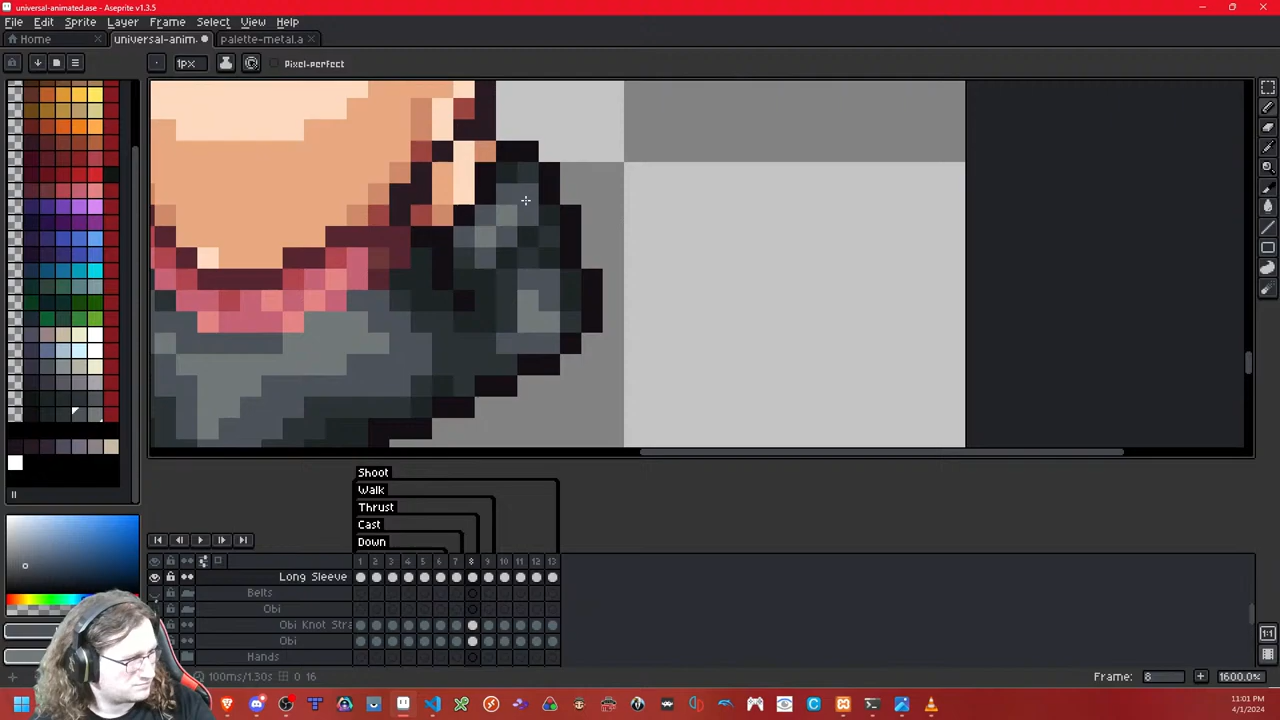 universal-animated.ase - Aseprite v1.3.5
File Edit Sprite Layer Frame Select View Help
Home universal-anim. palette-metal.a
1px Pixel-perfect
Shoot
Walk
Thrust
Cast
Down
1 2 3 4 5 6 7 8 9 10 11 12 13
Long Sleeve
Belts
Obi
Obi Knot Stra
Obi
Hands
100ms/1.30s 0 16 Frame: 8 1600.0%
1:1
11:01 PM
4/1/2024